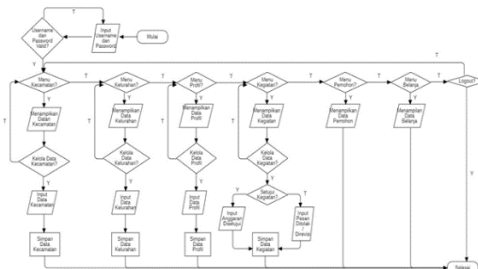 Mulai
Input
Username
dan
Password
Username
dan
Password
Valid?
T
Y
Menu
Kecamatan?
T
Menu
Kelurahan?
T
Menu
Profil?
T
Menu
Kegiatan?
T
Menu
Pemohon?
T
Menu
Belanja?
T
Logout?
T
Y
Y
Y
Y
Y
Y
Y
Menampilkan
Data
Kecamatan
Menampilkan
Data
Kelurahan
Menampilkan
Data
Profil
Menampilkan
Data
Kegiatan
Menampilkan
Data
Pemohon
Menampilkan
Data
Belanja
T
T
T
T
Kelola Data
Kecamatan?
Kelola
Data
Kelurahan?
Kelola
Data
Profil?
Kelola
Data
Kegiatan?
Y
Y
Y
Y
Input
Data
Kecamatan
Input
Data
Kelurahan
Input
Data
Profil
Setujui
Kegiatan?
Y
T
Input
Anggaran
Disetujui
Input
Pesan
Ditolak
/
Direvisi
Simpan
Data
Kecamatan
Simpan
Data
Kelurahan
Simpan
Data
Profil
Simpan
Data
Kegiatan